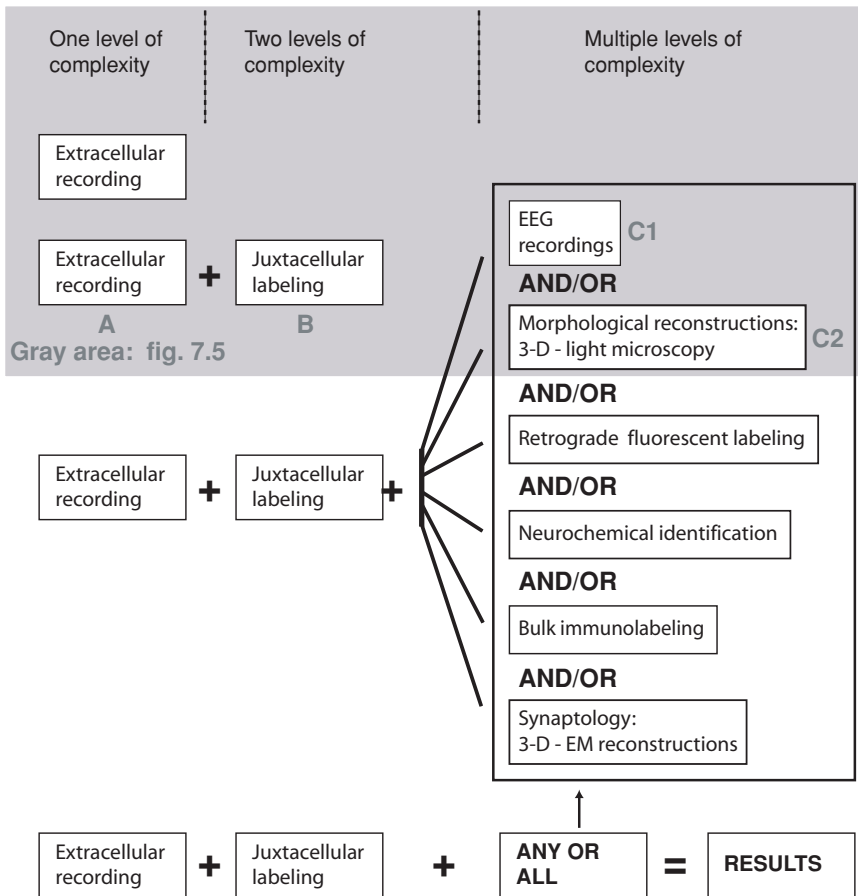 One level of
complexity
Two levels of
complexity
Multiple levels of
complexity
Extracellular
recording
Extracellular
recording
+
Juxtacellular
labeling
A
B
Gray area: fig. 7.5
EEG
recordings
C1
AND/OR
Morphological reconstructions:
3-D - light microscopy
C2
AND/OR
Retrograde fluorescent labeling
AND/OR
Neurochemical identification
AND/OR
Bulk immunolabeling
AND/OR
Synaptology:
3-D - EM reconstructions
Extracellular
recording
+
Juxtacellular
labeling
+
Extracellular
recording
+
Juxtacellular
labeling
+
ANY OR
ALL
=
RESULTS